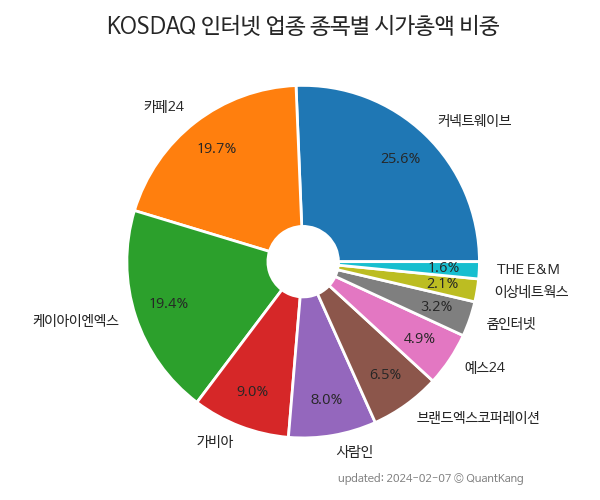 KOSDAQ 인터넷 업종 종목별 시가총액 비중
커넥트웨이브
25.6%
카페24
19.7%
케이아이엔엑스
19.4%
가비아
9.0%
사람인
8.0%
브랜드엑스코퍼레이션
6.5%
예스24
4.9%
줌인터넷
3.2%
이상네트웍스
2.1%
THE E&M
1.6%
updated: 2024-02-07 © QuantKang